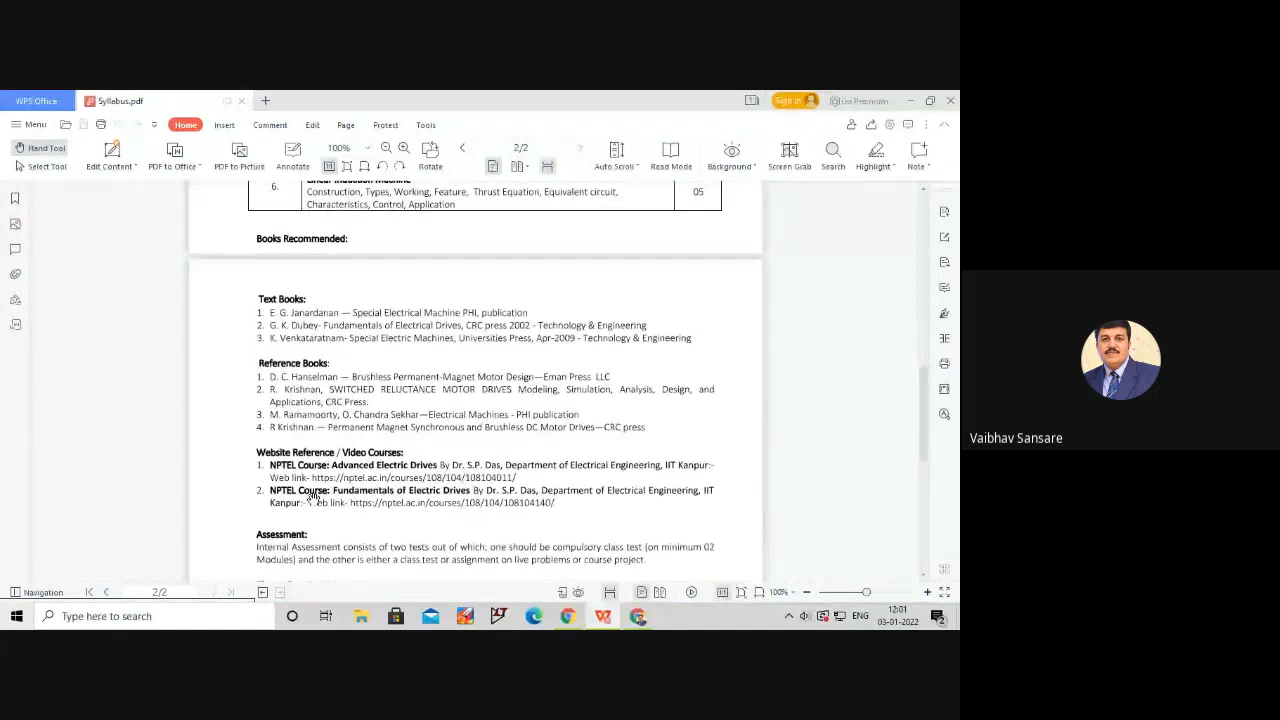 WPS Office
Syllabus.pdf
Sign in
Go Premium
Menu
Home
Insert
Comment
Edit
Page
Protect
Tools
Hand Tool
Select Tool
Edit Content
PDF to Office
PDF to Picture
Annotate
100%
Rotate
2/2
Auto Scroll
Read Mode
Background
Screen Grab
Search
Highlight
Note
6.
Linear Induction Machine
Construction, Types, Working, Feature, Thrust Equation, Equivalent circuit,
Characteristics, Control, Application
05
Books Recommended:
Text Books:
1. E. G. Janardanan — Special Electrical Machine PHI, publication
2. G. K. Dubey- Fundamentals of Electrical Drives, CRC press 2002 - Technology & Engineering
3. K. Venkataratnam- Special Electric Machines, Universities Press, Apr-2009 - Technology & Engineering
Reference Books:
1. D. C. Hanselman — Brushless Permanent-Magnet Motor Design—Eman Press LLC
2. R. Krishnan, SWITCHED RELUCTANCE MOTOR DRIVES Modeling, Simulation, Analysis, Design, and
Applications, CRC Press.
3. M. Ramamoorty, O. Chandra Sekhar—Electrical Machines - PHI publication
4. R Krishnan — Permanent Magnet Synchronous and Brushless DC Motor Drives—CRC press
Website Reference / Video Courses:
1. NPTEL Course: Advanced Electric Drives By Dr. S.P. Das, Department of Electrical Engineering, IIT Kanpur:-
Web link- https://nptel.ac.in/courses/108/104/108104011/
2. NPTEL Course: Fundamentals of Electric Drives By Dr. S.P. Das, Department of Electrical Engineering, IIT
Kanpur:- Web link- https://nptel.ac.in/courses/108/104/108104140/
Assessment:
Internal Assessment consists of two tests out of which; one should be compulsory class test (on minimum 02
Modules) and the other is either a class test or assignment on live problems or course project.
Navigation
2/2
100%
Type here to search
ENG
12:01
03-01-2022
Vaibhav Sansare